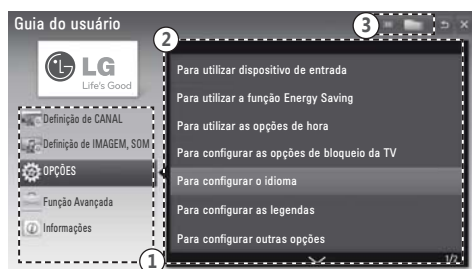 Guia do usuário
3
2
LG
Life's Good
Definição de CANAL
Definição de IMAGEM, SOM
OPÇÕES
Função Avançada
Informações
1
Para utilizar dispositivo de entrada
Para utilizar a função Energy Saving
Para utilizar as opções de hora
Para configurar as opções de bloqueio da TV
Para configurar o idioma
Para configurar as legendas
Para configurar outras opções
1/2